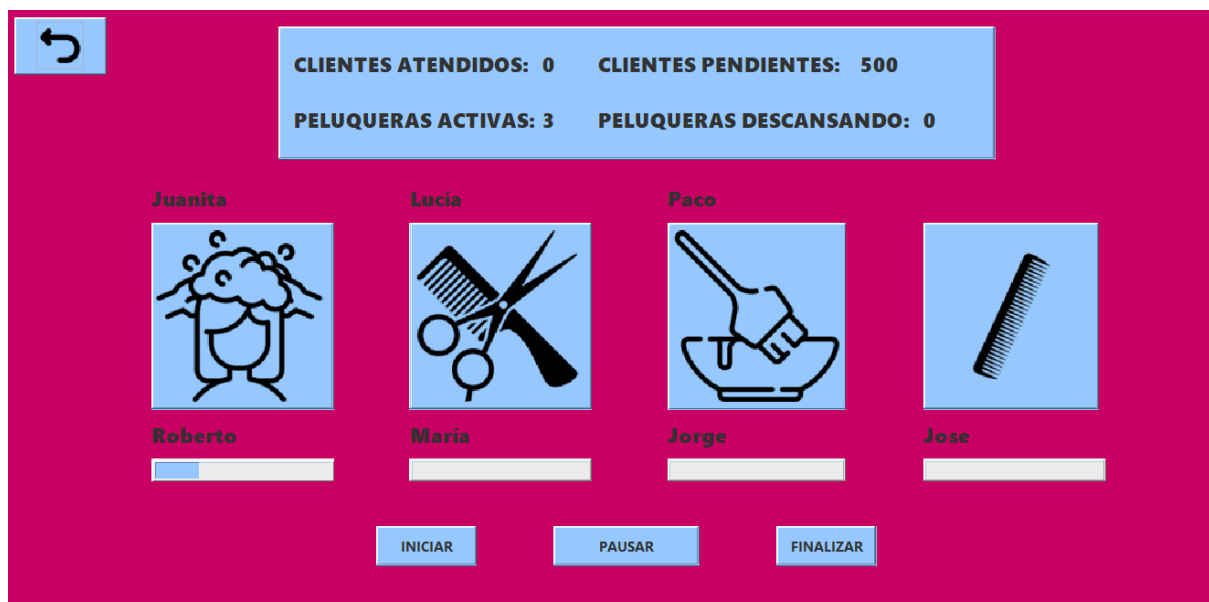 CLIENTES ATENDIDOS: 0 CLIENTES PENDIENTES: 500
PELUQUERAS ACTIVAS: 3 PELUQUERAS DESCANSANDO: 0
Juanita Lucía Paco
Roberto María Jorge Jose
INICIAR PAUSAR FINALIZAR